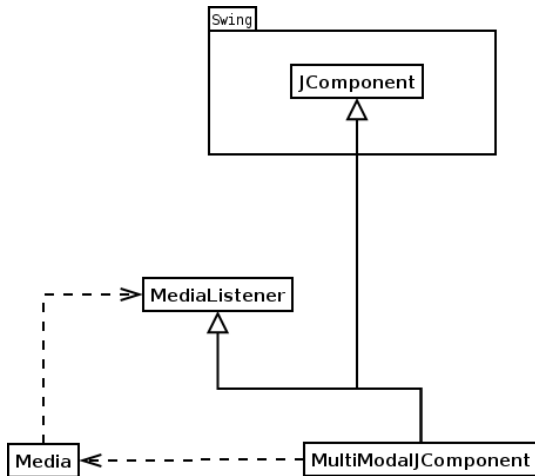 Swing
JComponent
MediaListener
Media
MultiModalJComponent